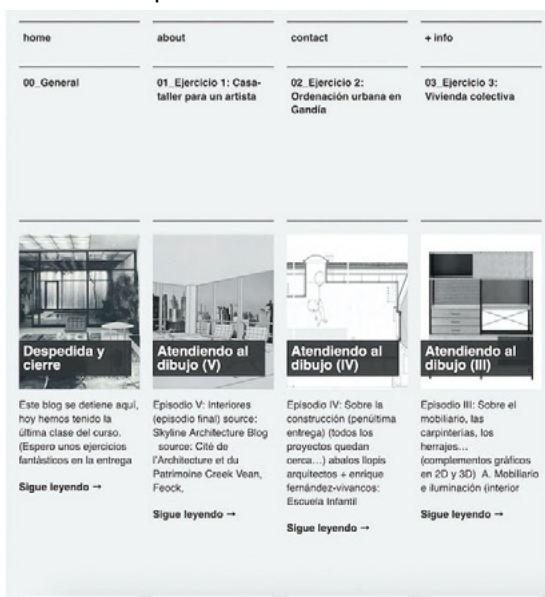 home
about
contact
+ info
00_General
01_Ejercicio 1: Casa-
taller para un artista
02_Ejercicio 2:
Ordenación urbana en
Gandía
03_Ejercicio 3:
Vivienda colectiva
Despedida y
cierre
Este blog se detiene aquí,
hoy hemos tenido la
última clase del curso.
(Espero unos ejercicios
fantásticos en la entrega
Sigue leyendo →
Atendiendo al
dibujo (V)
Episodio V: Interiores
(episodio final) source:
Skyline Architecture Blog
source: Cité de
l'Architecture et du
Patrimoine Creek Vean,
Feock,
Sigue leyendo →
Atendiendo al
dibujo (IV)
Episodio IV: Sobre la
construcción (penúltima
entrega) (todos los
proyectos quedan
cerca…) abalos llopis
arquitectos + enrique
fernández-vivancos:
Escuela Infantil
Sigue leyendo →
Atendiendo al
dibujo (III)
Episodio III: Sobre el
mobiliario, las
carpinterías, los
herrajes…
(complementos gráficos
en 2D y 3D) A. Mobiliario
e iluminación (interior
Sigue leyendo →